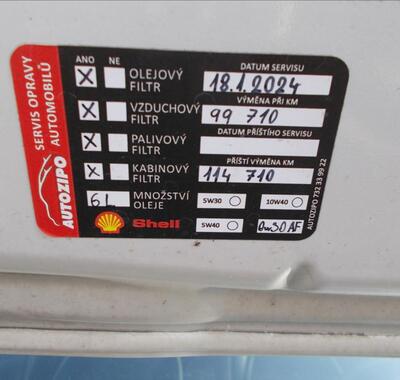 SERVIS OPRAVY
AUTOMOBILŮ
AUTOZIPO
ANO NE
X OLEJOVÝ
FILTR
X VZDUCHOVÝ
FILTR
X PALIVOVÝ
FILTR
X KABINOVÝ
FILTR
6L MNOŽSTVÍ
OLEJE
Shell
DATUM SERVISU
18.1.2024
VÝMĚNA PŘI KM
99 710
DATUM PŘÍŠTÍHO SERVISU
PŘÍŠTÍ VÝMĚNA KM
114 710
5W30 10W40
5W40 0W30 AF
AUTOZIPO 732 33 99 22